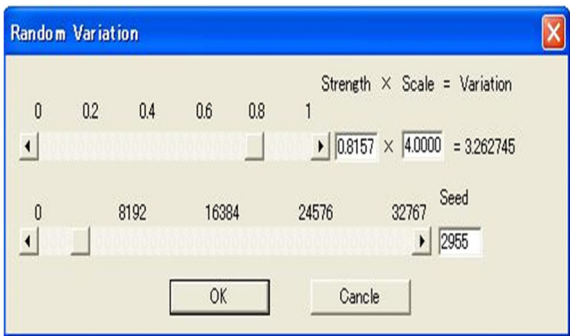 Random Variation
Strength × Scale = Variation
0 0.2 0.4 0.6 0.8 1
0.8157 × 4.0000 = 3.262745
Seed
0 8192 16384 24576 32767
2955
OK Cancle